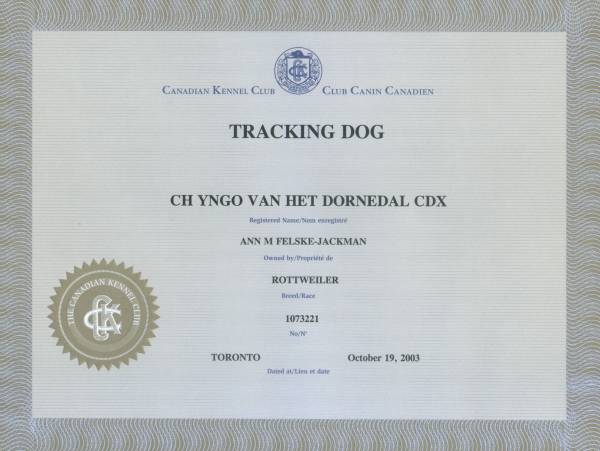 CANADIAN KENNEL CLUB CLUB CANIN CANADIEN
TRACKING DOG
CH YNGO VAN HET DORNEDAL CDX
Registered Name/Nom enregistré
ANN M FELSKE-JACKMAN
Owned by/Propriété de
ROTTWEILER
Breed/Race
1073221
No/Nº
TORONTO October 19, 2003
Dated at/Lieu et date
THE CANADIAN KENNEL CLUB
CKC